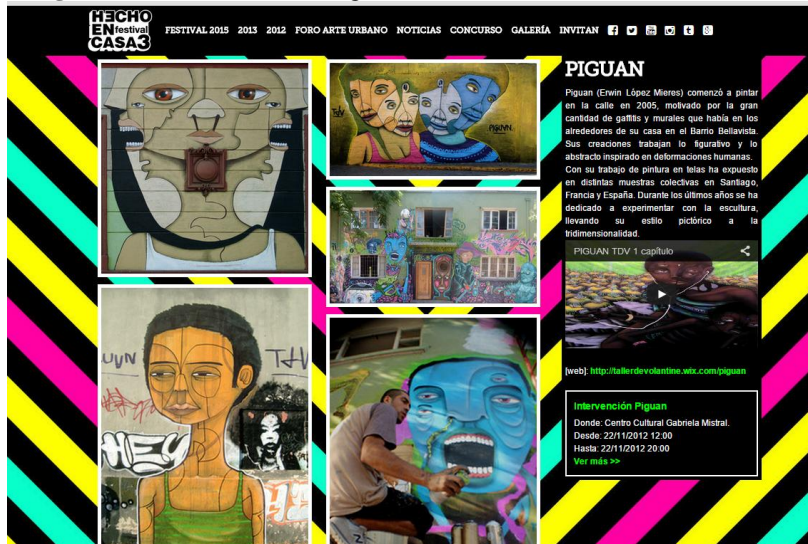 HECHO
EN festival
CASA3
FESTIVAL 2015 2013 2012 FORO ARTE URBANO NOTICIAS CONCURSO GALERÍA INVITAN
PIGUAN
Piguan (Erwin López Mieres) comenzó a pintar
en la calle en 2005, motivado por la gran
cantidad de gaffitis y murales que había en los
alrededores de su casa en el Barrio Bellavista.
Sus creaciones trabajan lo figurativo y lo
abstracto inspirado en deformaciones humanas.
Con su trabajo de pintura en telas ha expuesto
en distintas muestras colectivas en Santiago,
Francia y España. Durante los últimos años se ha
dedicado a experimentar con la escultura,
llevando su estilo pictórico a la
tridimensionalidad.
PIGUAN TDV 1 capítulo
[web]: http://tallerdevolantine.wix.com/piguan
Intervención Piguan
Donde: Centro Cultural Gabriela Mistral.
Desde: 22/11/2012 12:00
Hasta: 22/11/2012 20:00
Ver más >>
TDV
PIGUAN
TDV
HEY